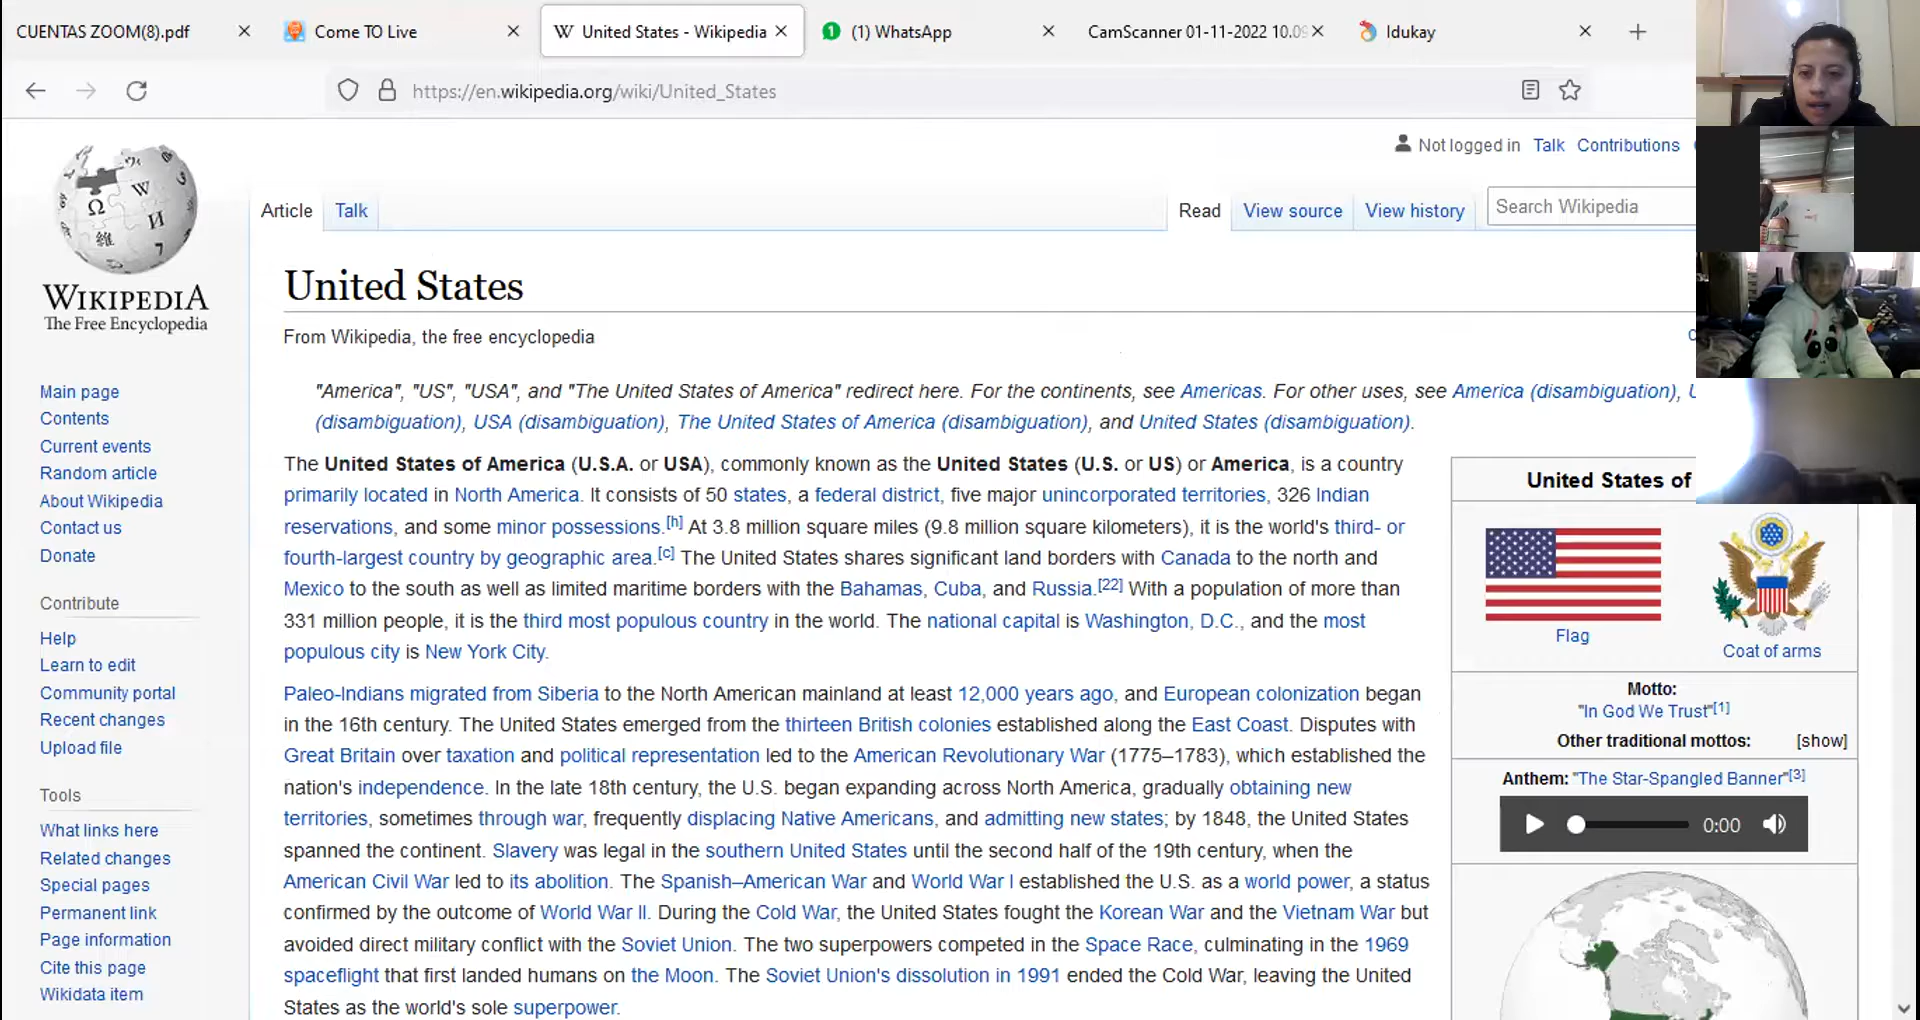 CUENTAS ZOOM(8).pdf
Come TO Live
United States - Wikipedia
(1) WhatsApp
CamScanner 01-11-2022 10.09
Idukay
https://en.wikipedia.org/wiki/United_States
Not logged in Talk Contributions
Article Talk
Read View source View history
Search Wikipedia
WIKIPEDIA
The Free Encyclopedia
Main page
Contents
Current events
Random article
About Wikipedia
Contact us
Donate
Contribute
Help
Learn to edit
Community portal
Recent changes
Upload file
Tools
What links here
Related changes
Special pages
Permanent link
Page information
Cite this page
Wikidata item
United States
From Wikipedia, the free encyclopedia
"America", "US", "USA", and "The United States of America" redirect here. For the continents, see Americas. For other uses, see America (disambiguation), U
(disambiguation), USA (disambiguation), The United States of America (disambiguation), and United States (disambiguation).
The United States of America (U.S.A. or USA), commonly known as the United States (U.S. or US) or America, is a country
primarily located in North America. It consists of 50 states, a federal district, five major unincorporated territories, 326 Indian
reservations, and some minor possessions.[h] At 3.8 million square miles (9.8 million square kilometers), it is the world's third- or
fourth-largest country by geographic area.[c] The United States shares significant land borders with Canada to the north and
Mexico to the south as well as limited maritime borders with the Bahamas, Cuba, and Russia.[22] With a population of more than
331 million people, it is the third most populous country in the world. The national capital is Washington, D.C., and the most
populous city is New York City.
Paleo-Indians migrated from Siberia to the North American mainland at least 12,000 years ago, and European colonization began
in the 16th century. The United States emerged from the thirteen British colonies established along the East Coast. Disputes with
Great Britain over taxation and political representation led to the American Revolutionary War (1775–1783), which established the
nation's independence. In the late 18th century, the U.S. began expanding across North America, gradually obtaining new
territories, sometimes through war, frequently displacing Native Americans, and admitting new states; by 1848, the United States
spanned the continent. Slavery was legal in the southern United States until the second half of the 19th century, when the
American Civil War led to its abolition. The Spanish–American War and World War I established the U.S. as a world power, a status
confirmed by the outcome of World War II. During the Cold War, the United States fought the Korean War and the Vietnam War but
avoided direct military conflict with the Soviet Union. The two superpowers competed in the Space Race, culminating in the 1969
spaceflight that first landed humans on the Moon. The Soviet Union's dissolution in 1991 ended the Cold War, leaving the United
States as the world's sole superpower.
United States of
Flag
Coat of arms
Motto:
"In God We Trust"[1]
Other traditional mottos: [show]
Anthem: "The Star-Spangled Banner"[3]
0:00